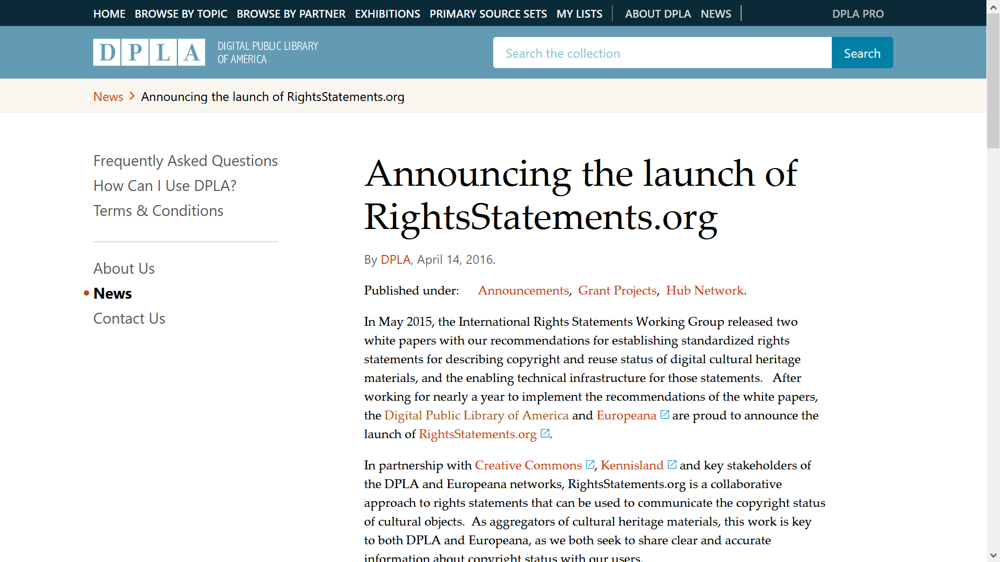 HOME BROWSE BY TOPIC BROWSE BY PARTNER EXHIBITIONS PRIMARY SOURCE SETS MY LISTS ABOUT DPLA NEWS DPLA PRO
DPLA DIGITAL PUBLIC LIBRARY
OF AMERICA
Search the collection Search
News Announcing the launch of RightsStatements.org
Frequently Asked Questions
How Can I Use DPLA?
Terms & Conditions
About Us
News
Contact Us
Announcing the launch of
RightsStatements.org
By DPLA, April 14, 2016.
Published under: Announcements, Grant Projects, Hub Network.
In May 2015, the International Rights Statements Working Group released two
white papers with our recommendations for establishing standardized rights
statements for describing copyright and reuse status of digital cultural heritage
materials, and the enabling technical infrastructure for those statements. After
working for nearly a year to implement the recommendations of the white papers,
the Digital Public Library of America and Europeana are proud to announce the
launch of RightsStatements.org.
In partnership with Creative Commons, Kennisland and key stakeholders of
the DPLA and Europeana networks, RightsStatements.org is a collaborative
approach to rights statements that can be used to communicate the copyright status
of cultural objects. As aggregators of cultural heritage materials, this work is key
to both DPLA and Europeana, as we both seek to share clear and accurate
information about copyright status with our users.